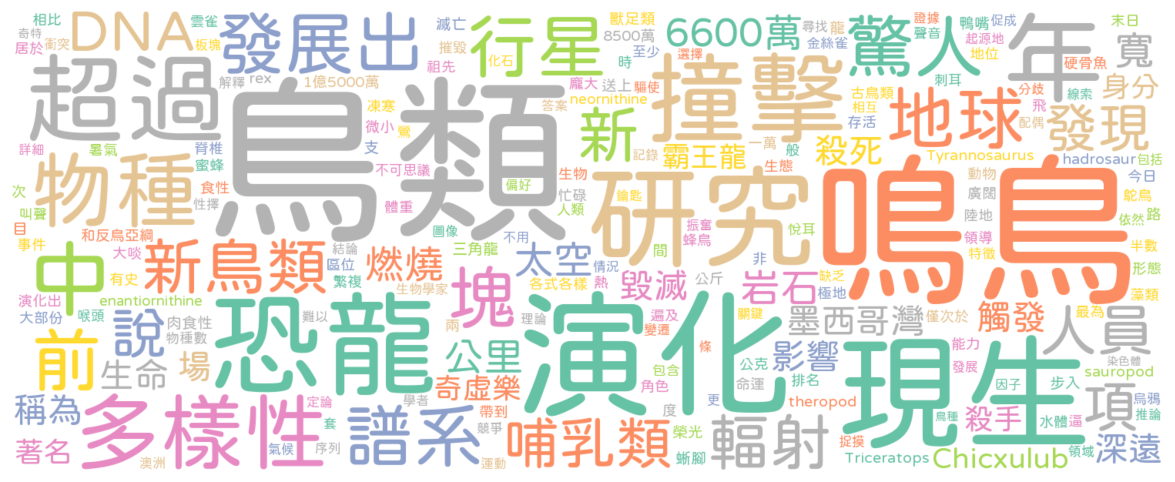 相比 雲雀 滅亡 獸足類 8500萬 尋找 龍 證據 鴨嘴 促成 末日
奇特 衝突 板塊 摧毀 化石 至少 金絲雀 聲音 起源地
居於 DNA 發展出 行星 6600萬 驚人 年 寬
解釋 rex 1億5000萬 祖先 時 選擇 地位 硬骨魚
超過 鳥類 龐大 送上 驅使 撞擊 古鳥類 刺耳 分歧 身分
凍寒 答案 neornithine 相互 飛 線索
微小 鶯 新 記錄 一萬 般 存活 地球 配偶 發現
詳細 暑氣 脊椎 支 不可思議 霸王龍 生態 殺死 Tyrannosaurus hadrosaur 包括
物種 蜜蜂 食性 體重 偏好 生物 研究 動物 今日
次 性擇 忙碌 鑰匙 悅耳 廣闊 鴕鳥
叫聲 人類 振奮 陸地 鳴鳥 依然 路
目 和反鳥亞綱 圖像 不用 蜂鳥 領導 半數
事件 中 新鳥類 大啖 結論 三角龍 太空 間 非 特徵 形態
有史 區位 燃燒 情況 公斤 缺乏
演化出 enantiornithine 繁複 生物學家 各式各樣 熱 毀滅 岩石 極地 藻類
大部份 喉頭 塊 遍及 關鍵 僅次於 最為
說 肉食性 恐龍 難以 兩 理論 變遷 墨西哥灣 觸發 人員
前 物種數 演化 條 能力 染色體
生命 場 公里 包含 公克 影響 發展 現生 sauropod
奇虛樂 角色 命運 排名 因子 步入
稱為 學者 定論 帶到 更 theropod 鳥種 殺手 烏鴉
多樣性 套 譜系 競爭 度 榮光 輻射 水體 逼 推論 項
著名 氣候 序列 哺乳類 蜥腳 捉摸 領域 深遠
澳洲 運動 Triceratops Chicxulub